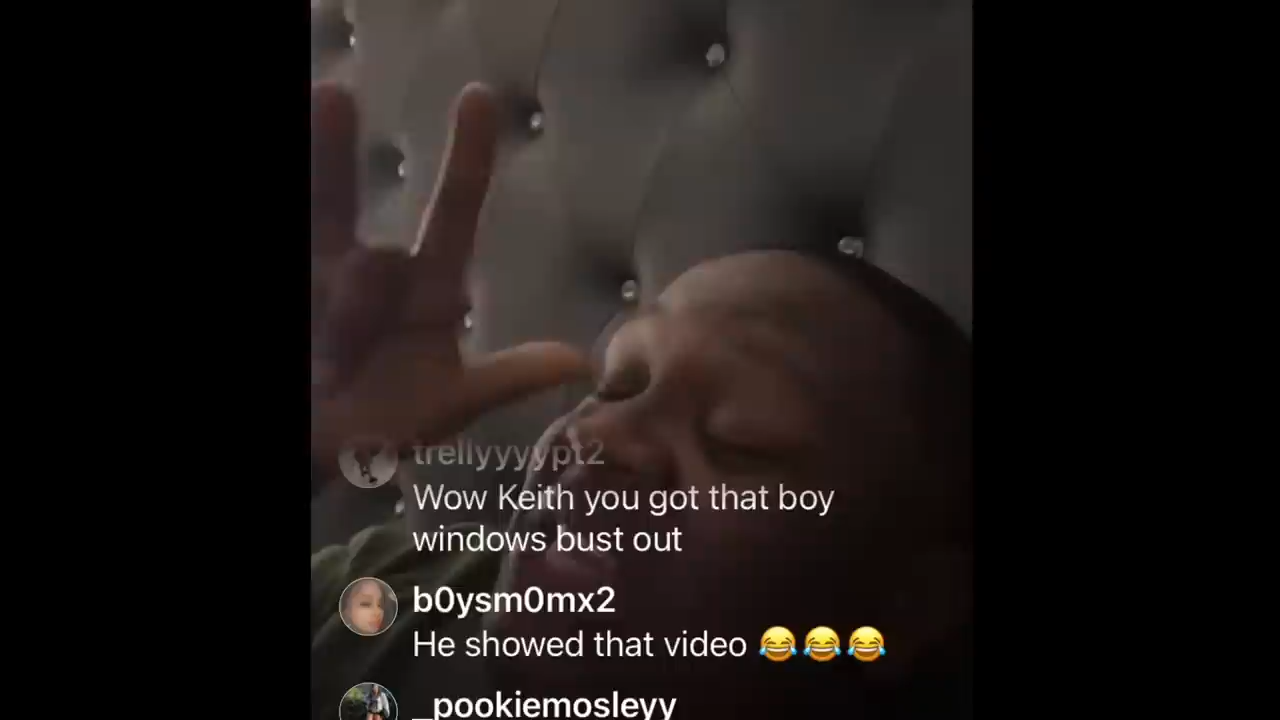 trellyyyypt2
Wow Keith you got that boy
windows bust out
b0ysm0mx2
He showed that video 😂😂😂
_pookiemosleyy